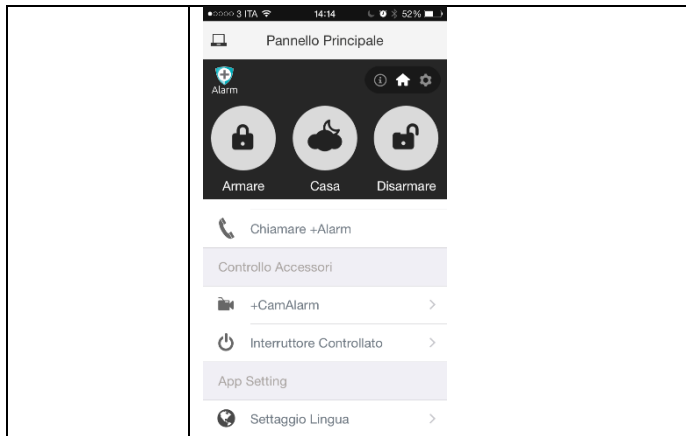 3 ITA 14:14 52%
Pannello Principale
Alarm
Armare Casa Disarmare
Chiamare +Alarm
Controllo Accessori
+CamAlarm
Interruttore Controllato
App Setting
Settaggio Lingua